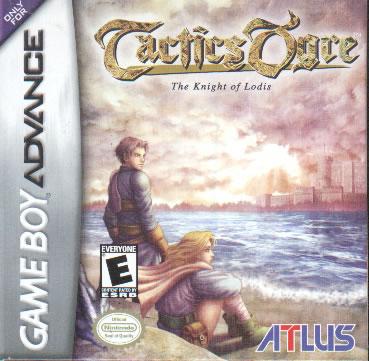 ONLY
FOR
GAME BOY ADVANCE
Tactics Ogre
The Knight of Lodis
EVERYONE
E
CONTENT RATED BY
ESRB
Official
Nintendo
Seal of Quality
ATLUS